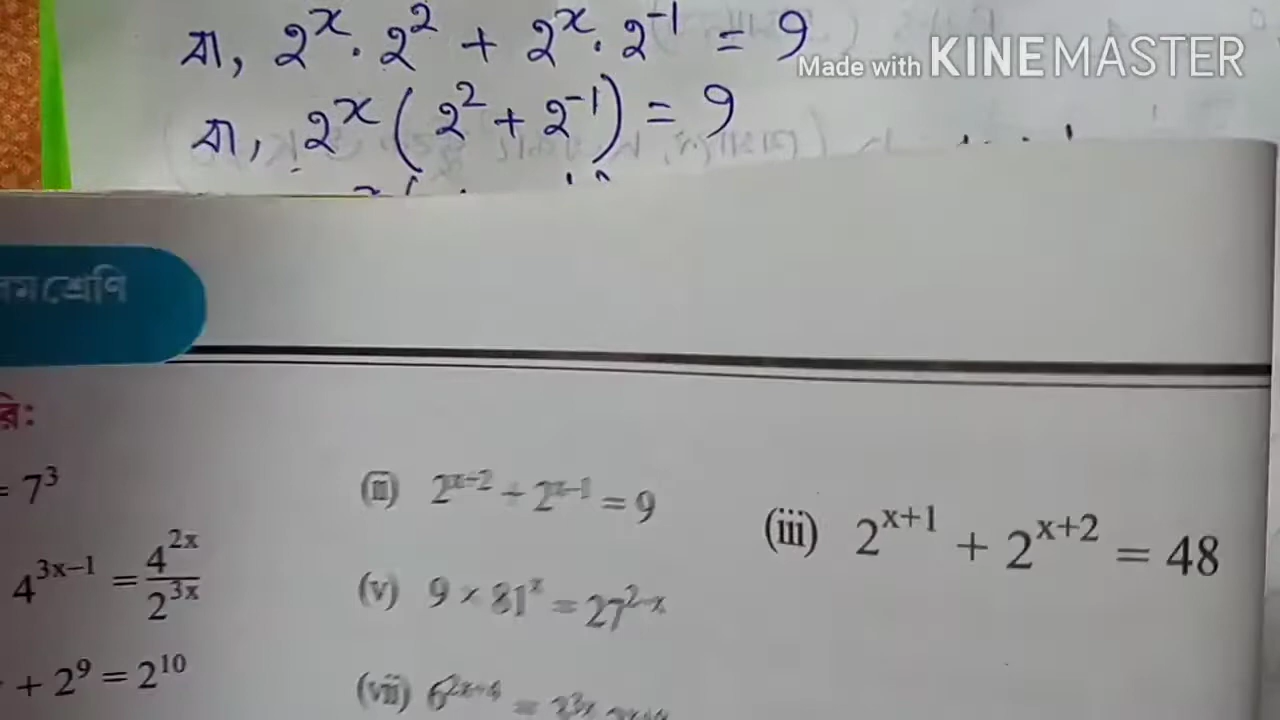 বা, 2^x · 2^2 + 2^x · 2^-1 = 9
Made with KINEMASTER
বা, 2^x (2^2 + 2^-1) = 9
শ্রেণি
= 7^3
(ii) 2^x+2 + 2^x-1 = 9
(iii) 2^x+1 + 2^x+2 = 48
4^3x-1 = 4^2x / 2^3x
(v) 9 × 81^x = 27^2-x
+ 2^9 = 2^10
(vii)